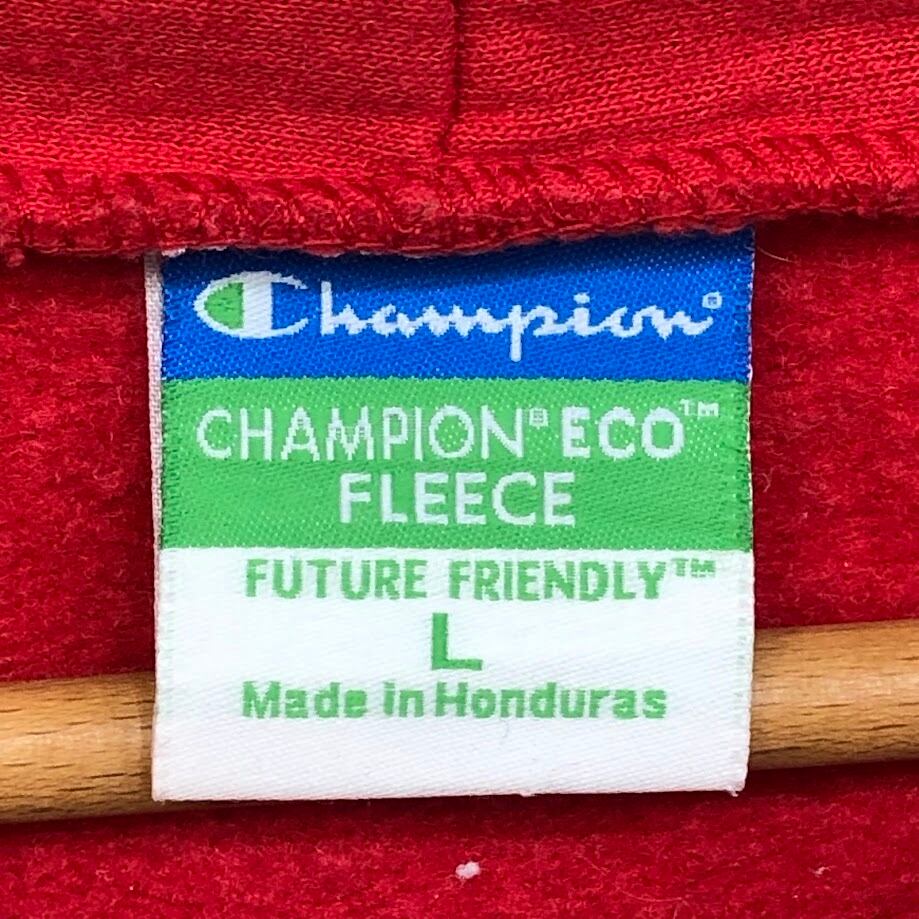 Champion®
CHAMPION® ECO™
FLEECE
FUTURE FRIENDLY™
L
Made in Honduras